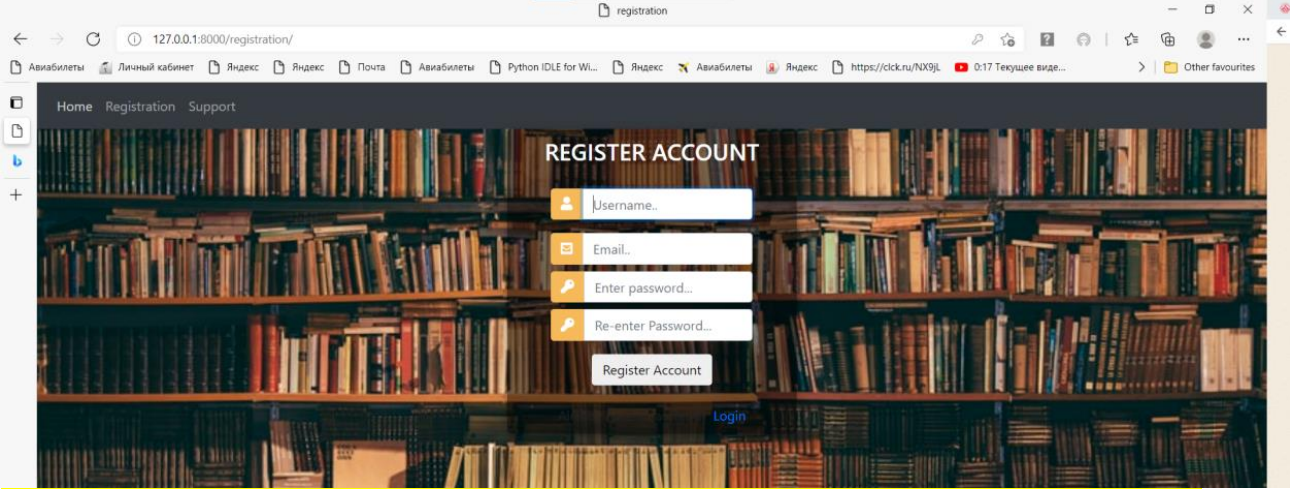 registration
127.0.0.1:8000/registration/
Авиабилеты Личный кабинет Яндекс Яндекс Почта Авиабилеты Python IDLE for Wi... Яндекс Авиабилеты Яндекс https://clck.ru/NX9jL 0:17 Текущее виде... Other favourites
Home Registration Support
REGISTER ACCOUNT
Username..
Email..
Enter password...
Re-enter Password...
Register Account
Login